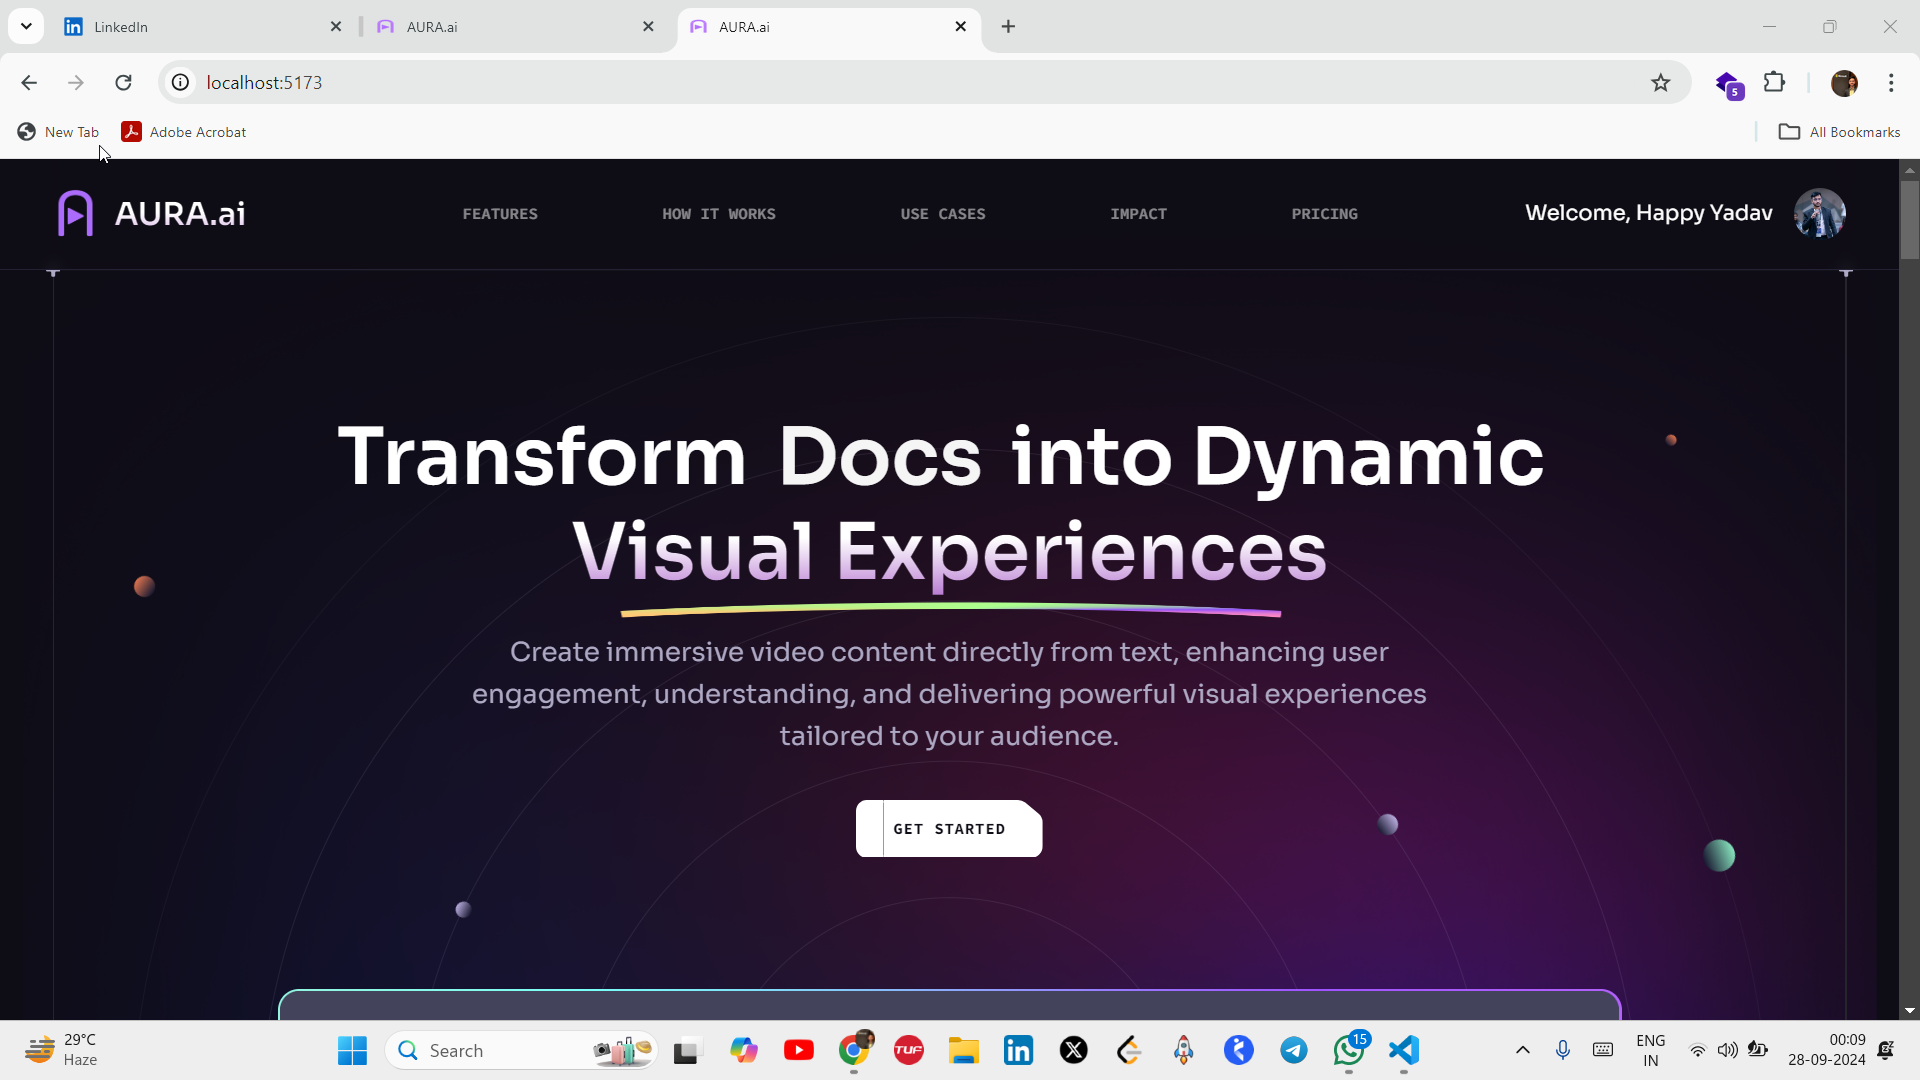 LinkedIn
AURA.ai
AURA.ai
localhost:5173
5
New Tab
Adobe Acrobat
All Bookmarks
AURA.ai
FEATURES
HOW IT WORKS
USE CASES
IMPACT
PRICING
Welcome, Happy Yadav
Transform Docs into Dynamic
Visual Experiences
Create immersive video content directly from text, enhancing user
engagement, understanding, and delivering powerful visual experiences
tailored to your audience.
GET STARTED
29°C
Haze
Search
TUF
15
ENG
IN
00:09
28-09-2024